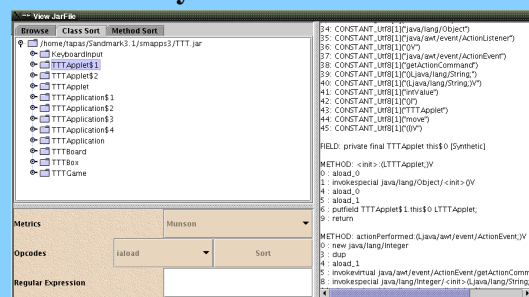 View JarFile
Browse Class Sort Method Sort
/home/tapas/Sandmark3.1/smapps3/TTT.jar
KeyboardInput
TTTApplet$1
TTTApplet$2
TTTApplet
TTTApplication$1
TTTApplication$2
TTTApplication$3
TTTApplication$4
TTTApplication
TTTBoard
TTTBox
TTTGame
Metrics Munson
Opcodes iaload Sort
Regular Expression
34: CONSTANT_Utf8[1]("java/lang/Object")
35: CONSTANT_Utf8[1]("java/awt/event/ActionListener")
36: CONSTANT_Utf8[1]("()V")
37: CONSTANT_Utf8[1]("java/awt/event/ActionEvent")
38: CONSTANT_Utf8[1]("getActionCommand")
39: CONSTANT_Utf8[1]("()Ljava/lang/String;")
40: CONSTANT_Utf8[1]("(Ljava/lang/String;)V")
41: CONSTANT_Utf8[1]("intValue")
42: CONSTANT_Utf8[1]("()I")
43: CONSTANT_Utf8[1]("TTTApplet")
44: CONSTANT_Utf8[1]("move")
45: CONSTANT_Utf8[1]("(I)V")
FIELD: private final TTTApplet this$0 [Synthetic]
METHOD: <init>:(LTTTApplet;)V
0 : aload_0
1 : invokespecial java/lang/Object/<init>()V
4 : aload_0
5 : aload_1
6 : putfield TTTApplet$1.this$0 LTTTApplet;
9 : return
METHOD: actionPerformed:(Ljava/awt/event/ActionEvent;)V
0 : new java/lang/Integer
3 : dup
4 : aload_1
5 : invokevirtual java/awt/event/ActionEvent/getActionComm
8 : invokespecial java/lang/Integer/<init>(Ljava/lang/String;